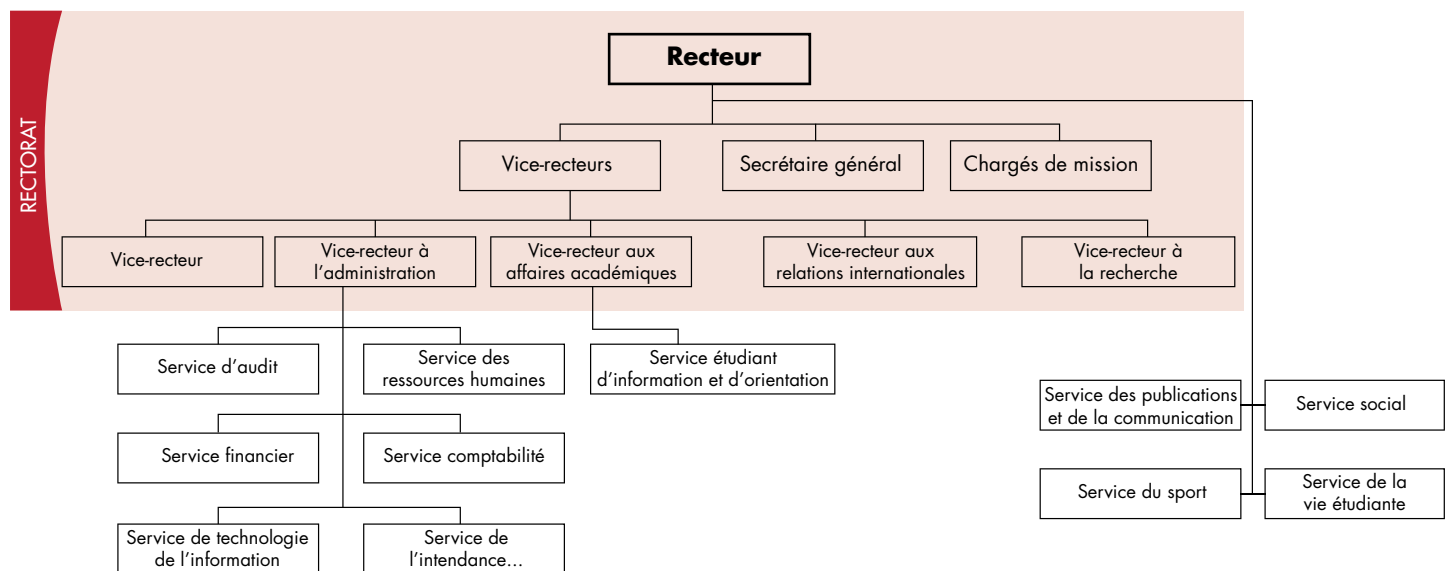 Recteur
RECTORAT
Vice-recteurs
Secrétaire général
Chargés de mission
Vice-recteur
Vice-recteur à
l'administration
Vice-recteur aux
affaires académiques
Vice-recteur aux
relations internationales
Vice-recteur à
la recherche
Service d'audit
Service des
ressources humaines
Service étudiant
d'information et d'orientation
Service des publications
et de la communication
Service social
Service financier
Service comptabilité
Service du sport
Service de la
vie étudiante
Service de technologie
de l'information
Service de
l'intendance...